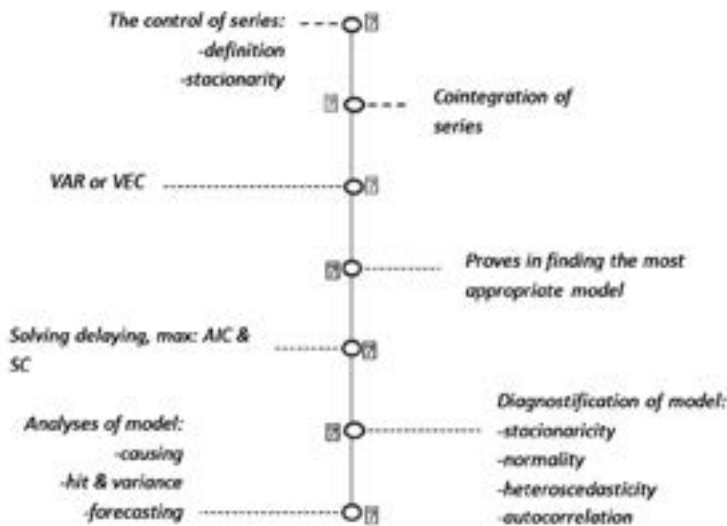 The control of series:
-definition
-stacionarity
Cointegration of
series
VAR or VEC
Proves in finding the most
appropriate model
Solving delaying, max: AIC &
SC
Diagnostification of model:
-stacionaricity
-normality
-heteroscedasticity
-autocorrelation
Analyses of model:
-causing
-hit & variance
-forecasting